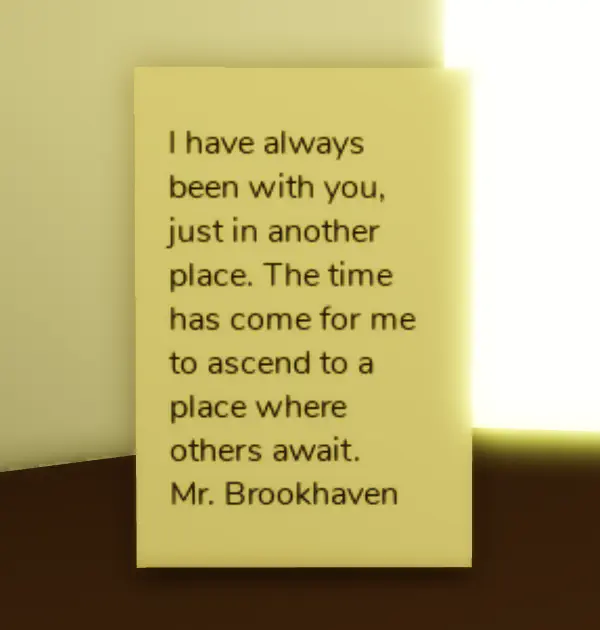 I have always
been with you,
just in another
place. The time
has come for me
to ascend to a
place where
others await.
Mr. Brookhaven